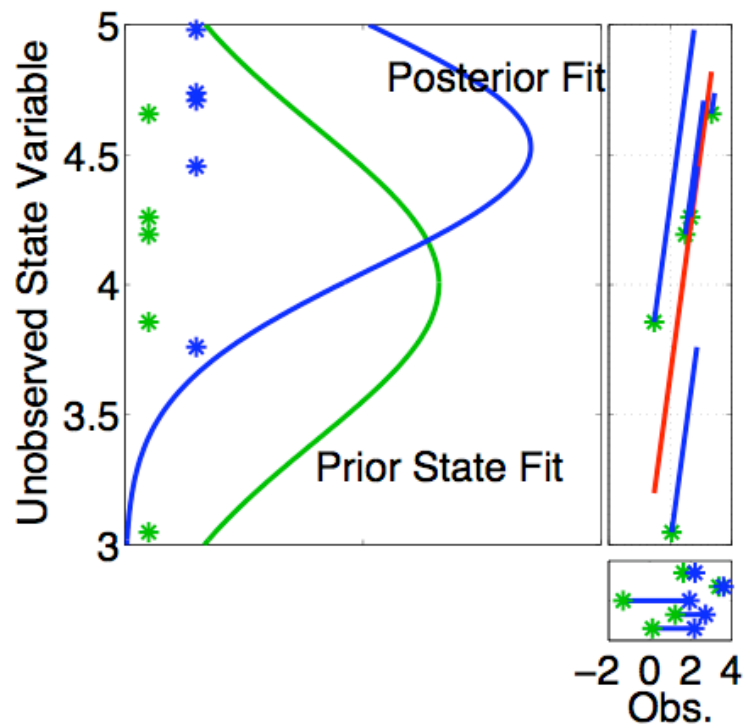 Unobserved State Variable
5
4.5
4
3.5
3
Posterior Fit
Prior State Fit
−2 0 2 4
Obs.